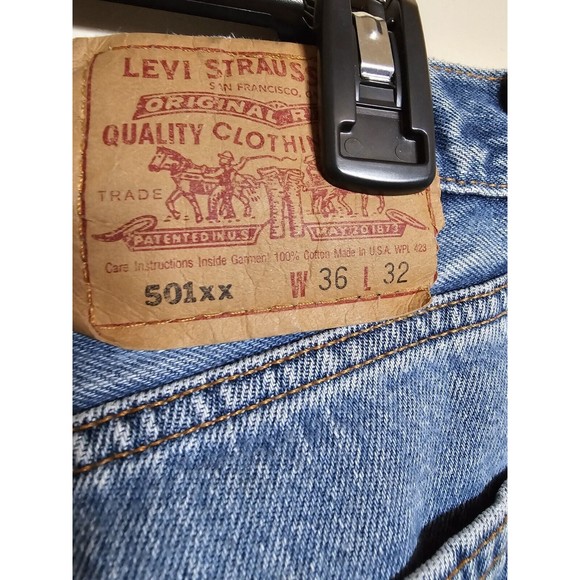 LEVI STRAUSS
SAN FRANCISCO,
ORIGINAL
QUALITY
TRADE
PATENTED IN U.S.
MAY 20 1873
Care Instructions Inside Garment 100% Cotton Made in U.S.A. WPL 423
501xx W 36 L 32